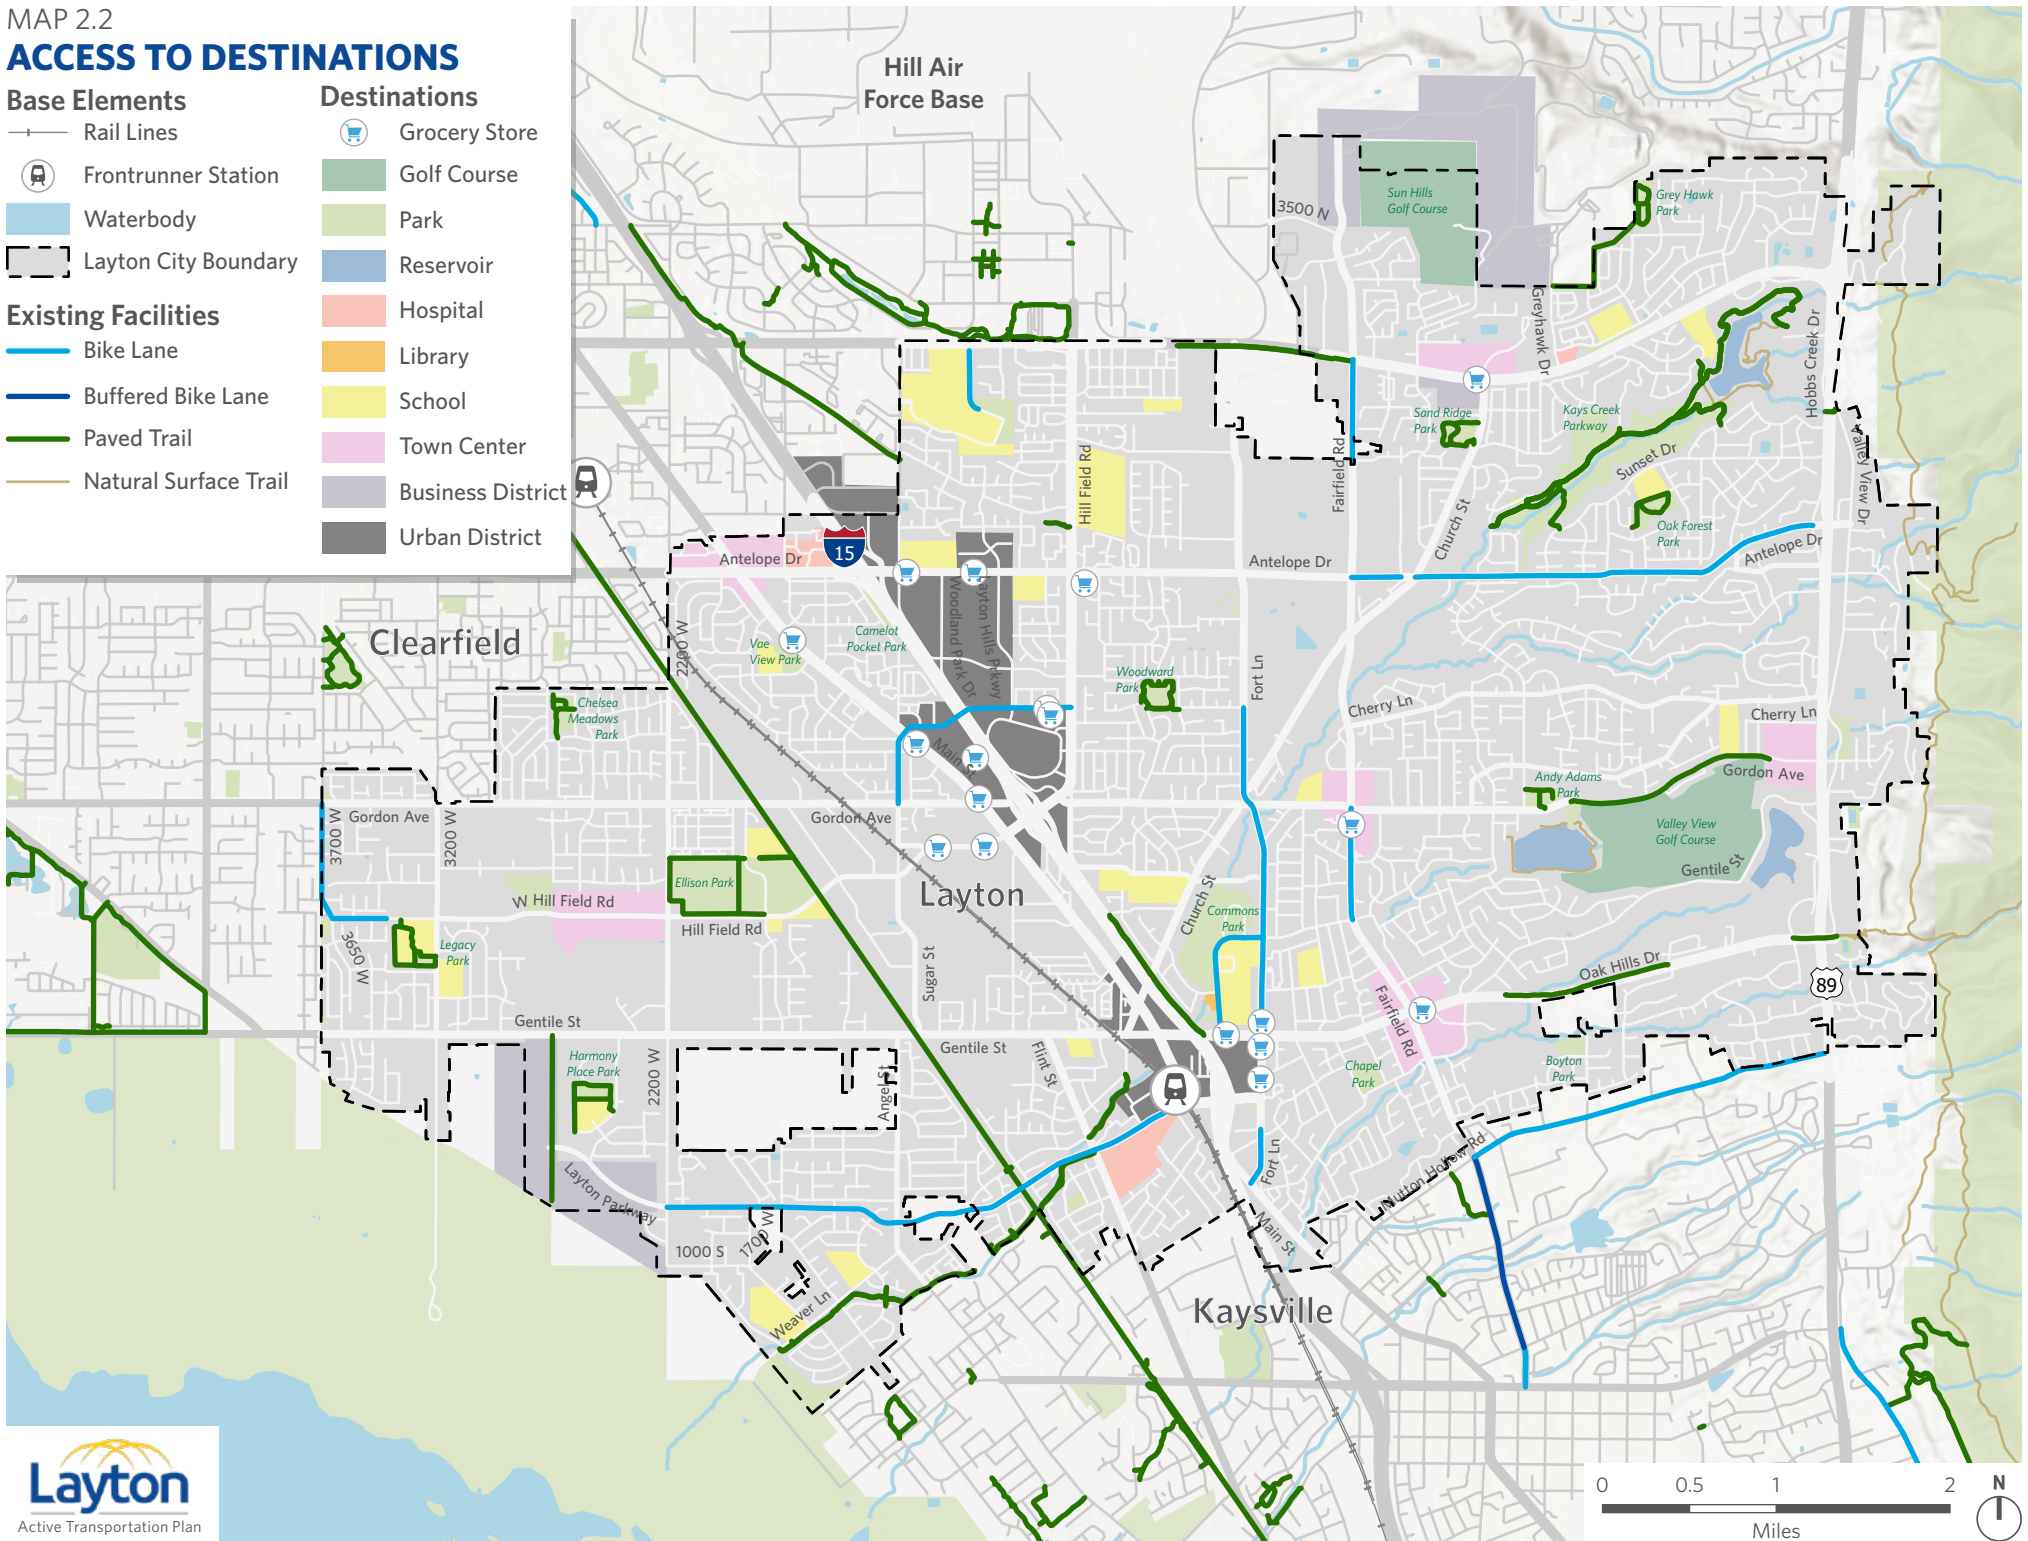 MAP 2.2
ACCESS TO DESTINATIONS
Base Elements
Rail Lines
Frontrunner Station
Waterbody
Layton City Boundary
Existing Facilities
Bike Lane
Buffered Bike Lane
Paved Trail
Natural Surface Trail
Destinations
Grocery Store
Golf Course
Park
Reservoir
Hospital
Library
School
Town Center
Business District
Urban District
Hill Air
Force Base
Sun Hills
Golf Course
3500 N
Grey Hawk
Park
Greyhawk Dr
Hobbs Creek Dr
Sand Ridge
Park
Kays Creek
Parkway
Sunset Dr
Valley View Dr
Hill Field Rd
Fairfield Rd
Church St
Oak Forest
Park
Antelope Dr
15
Antelope Dr
Antelope Dr
Clearfield
2200 W
Vae
View Park
Camelot
Pocket Park
Woodland Park Dr
Layton Hills Pkwy
Woodward
Park
Fort Ln
Cherry Ln
Cherry Ln
Chelsea
Meadows
Park
Main St
Andy Adams
Park
Gordon Ave
3700 W
Gordon Ave
3200 W
Gordon Ave
Valley View
Golf Course
Gentile St
Ellison Park
Layton
W Hill Field Rd
Hill Field Rd
Church St
Commons
Park
3650 W
Legacy
Park
Sugar St
Oak Hills Dr
89
Fairfield Rd
Gentile St
Gentile St
Flint St
Harmony
Place Park
2200 W
Angel St
Chapel
Park
Boyton
Park
Layton Parkway
Fort Ln
Mutton Hollow Rd
1700 W
1000 S
Main St
Weaver Ln
Kaysville
Layton
Active Transportation Plan
0 0.5 1 2
Miles
N